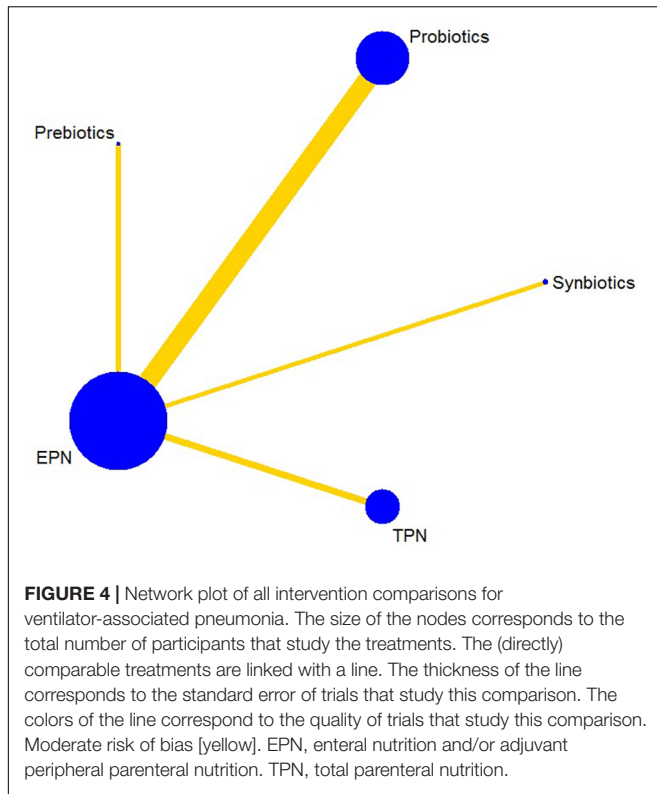 Probiotics
Prebiotics
Synbiotics
EPN
TPN
FIGURE 4 | Network plot of all intervention comparisons for
ventilator-associated pneumonia. The size of the nodes corresponds to the
total number of participants that study the treatments. The (directly)
comparable treatments are linked with a line. The thickness of the line
corresponds to the standard error of trials that study this comparison. The
colors of the line correspond to the quality of trials that study this comparison.
Moderate risk of bias [yellow]. EPN, enteral nutrition and/or adjuvant
peripheral parenteral nutrition. TPN, total parenteral nutrition.